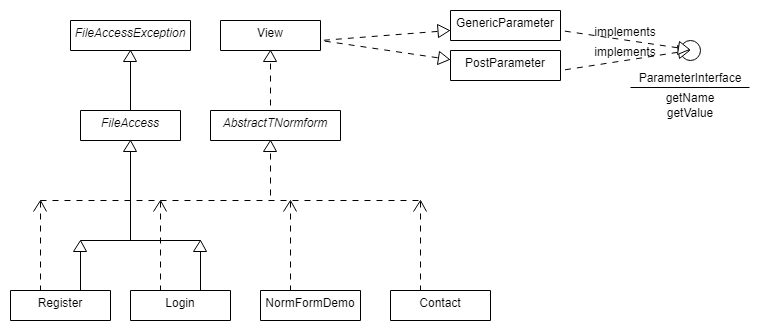 FileAccessException
View
GenericParameter
implements
implements
PostParameter
ParameterInterface
getName
getValue
FileAccess
AbstractTNormform
Register
Login
NormFormDemo
Contact